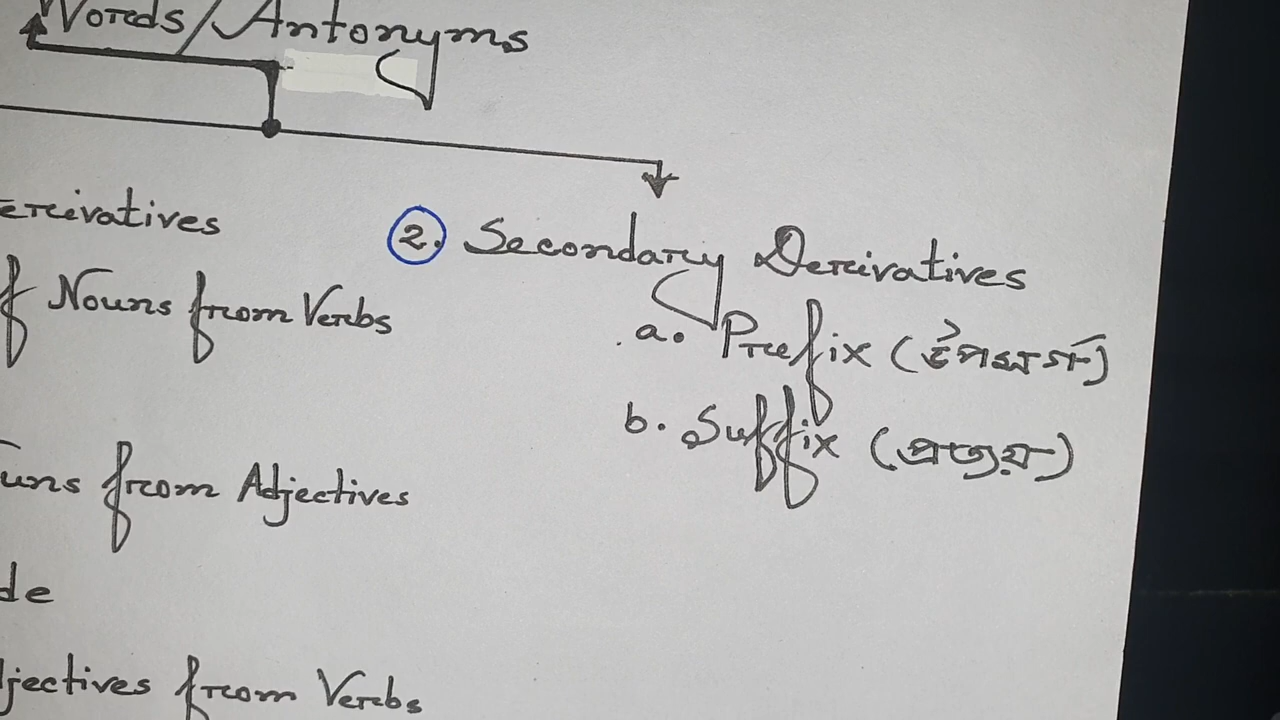 Words/Antonyms
erivatives
2. Secondary Derivatives
f Nouns from Verbs
a. Prefix (উপসর্গ)
b. Suffix (প্রত্যয়)
uns from Adjectives
de
djectives from Verbs